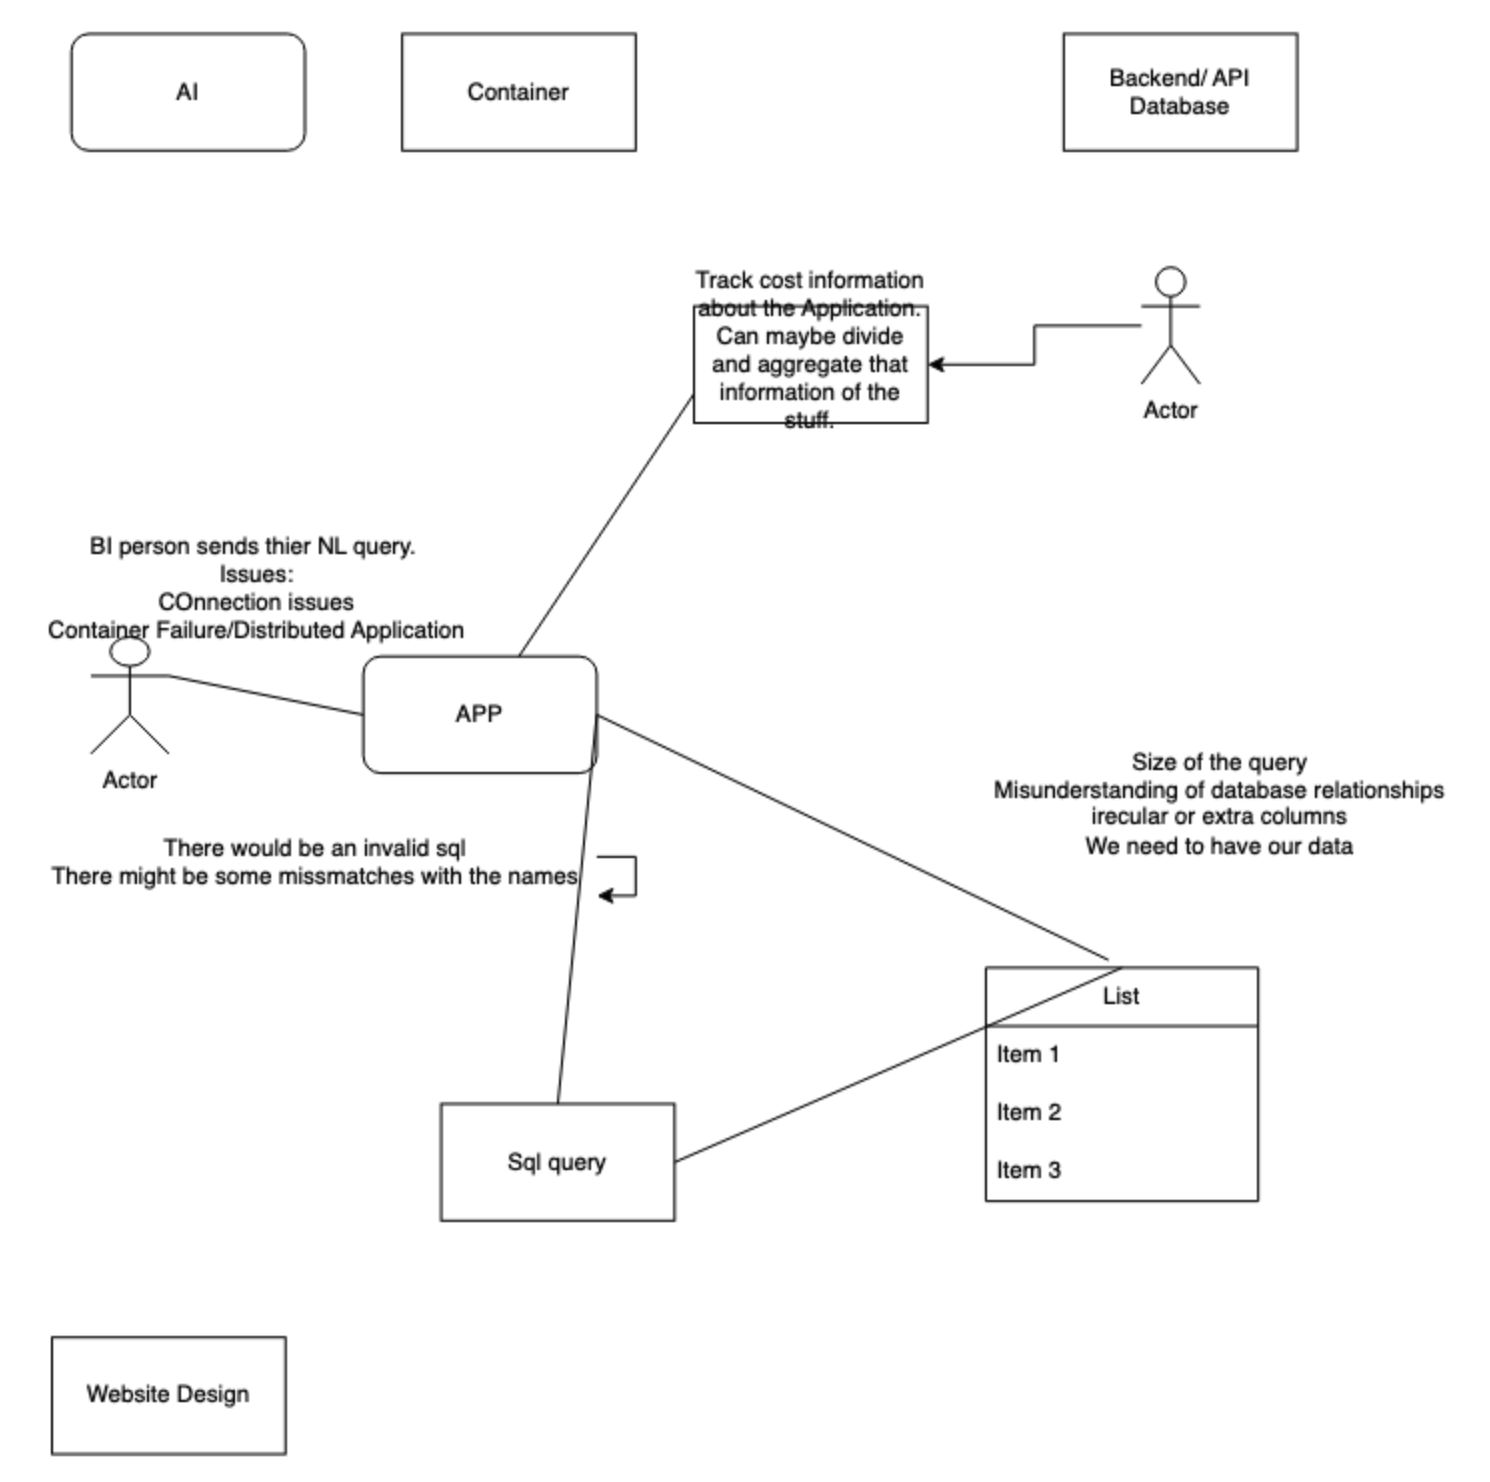 AI
Container
Backend/ API
Database
Track cost information
about the Application.
Can maybe divide
and aggregate that
information of the
stuff.
Actor
BI person sends thier NL query.
Issues:
COnnection issues
Container Failure/Distributed Application
APP
Actor
Size of the query
Misunderstanding of database relationships
irecular or extra columns
We need to have our data
There would be an invalid sql
There might be some missmatches with the names
List
Item 1
Item 2
Item 3
Sql query
Website Design